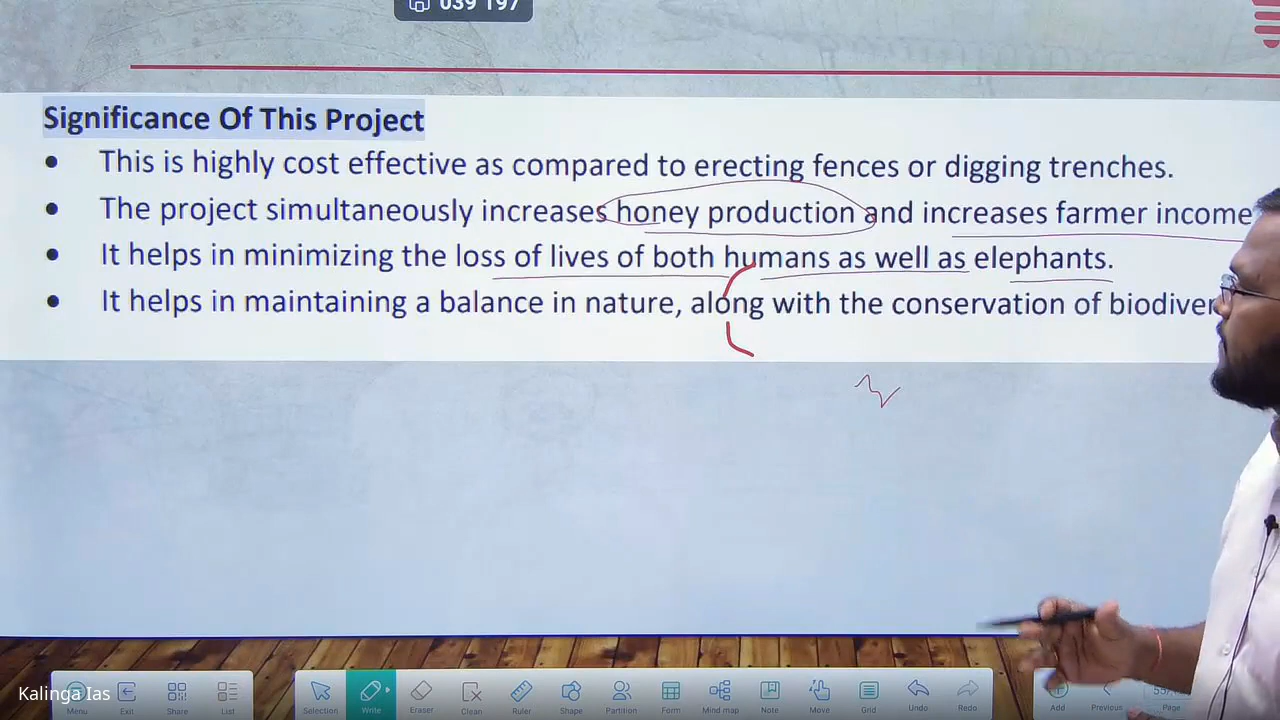 039 197
Significance Of This Project
• This is highly cost effective as compared to erecting fences or digging trenches.
• The project simultaneously increases honey production and increases farmer income
• It helps in minimizing the loss of lives of both humans as well as elephants.
• It helps in maintaining a balance in nature, along with the conservation of biodiver
Kalinga Ias
Menu Exit Share List Selection Write Eraser Clean Ruler Shape Partition Form Mind map Note Move Grid Undo Redo Add Previous Page